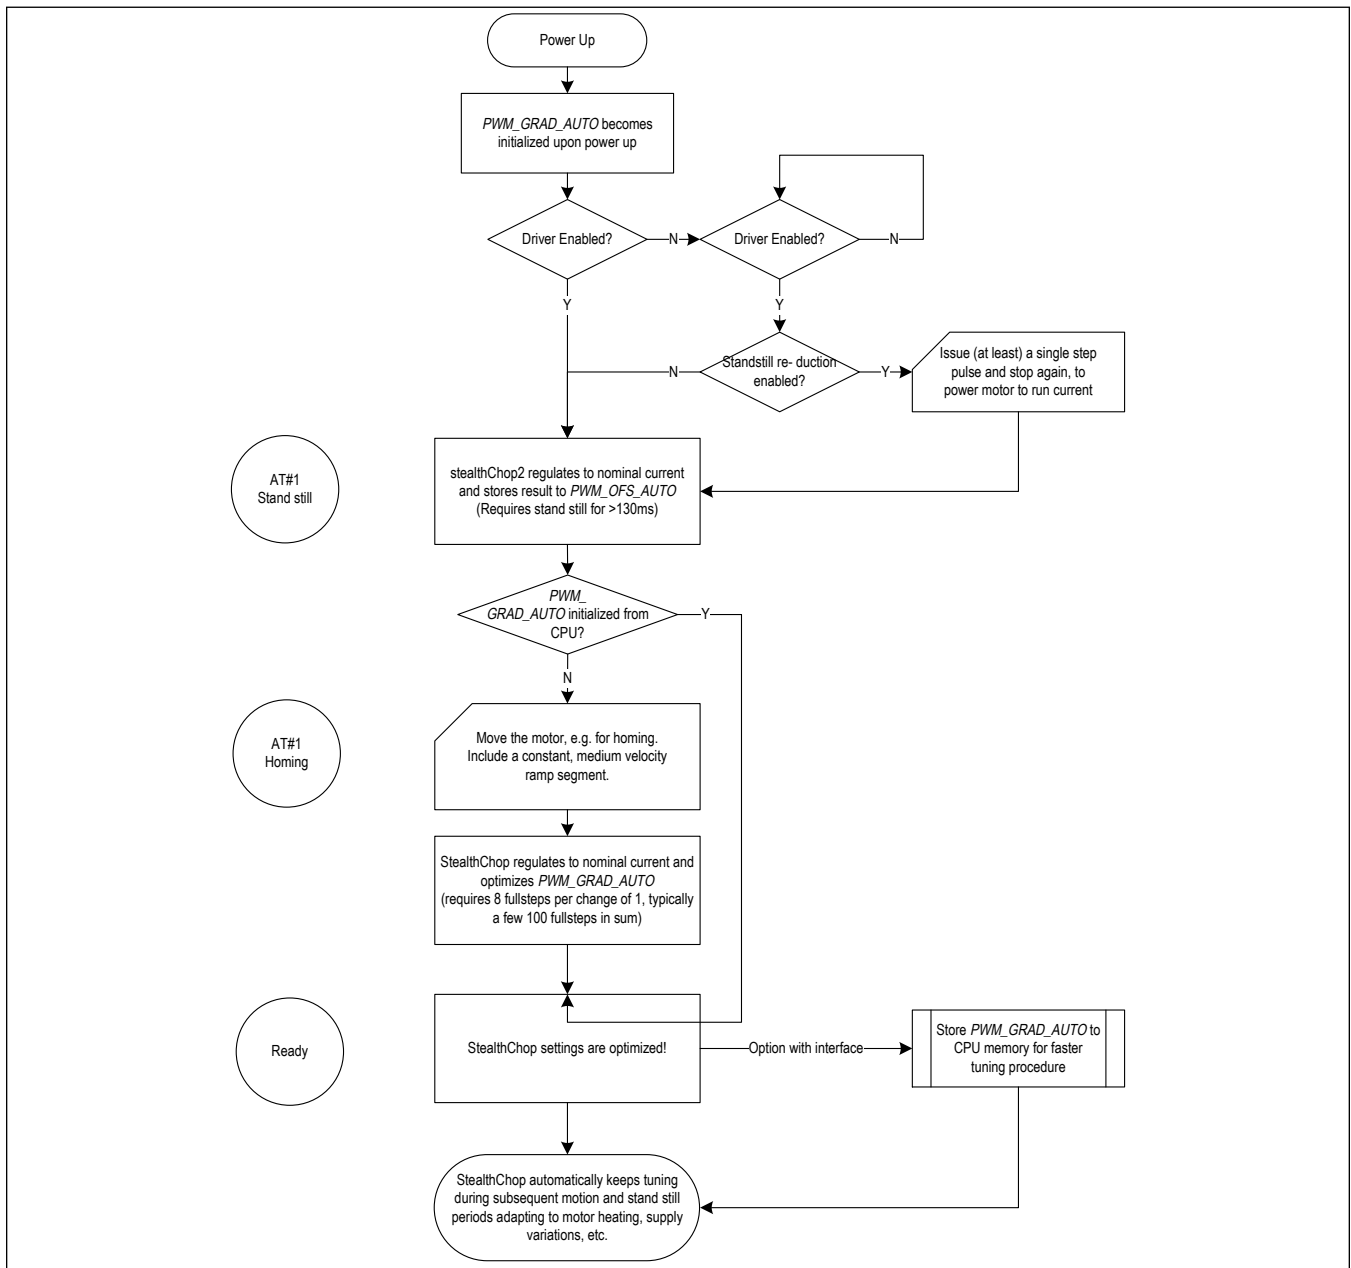 Power Up
PWM_GRAD_AUTO becomes
initialized upon power up
Driver Enabled?
N
Driver Enabled?
N
Y
Y
Standstill re- duction
enabled?
N
Y
Issue (at least) a single step
pulse and stop again, to
power motor to run current
AT#1
Stand still
stealthChop2 regulates to nominal current
and stores result to PWM_OFS_AUTO
(Requires stand still for >130ms)
PWM_
GRAD_AUTO initialized from
CPU?
Y
N
AT#1
Homing
Move the motor, e.g. for homing.
Include a constant, medium velocity
ramp segment.
StealthChop regulates to nominal current and
optimizes PWM_GRAD_AUTO
(requires 8 fullsteps per change of 1, typically
a few 100 fullsteps in sum)
Ready
StealthChop settings are optimized!
Option with interface
Store PWM_GRAD_AUTO to
CPU memory for faster
tuning procedure
StealthChop automatically keeps tuning
during subsequent motion and stand still
periods adapting to motor heating, supply
variations, etc.